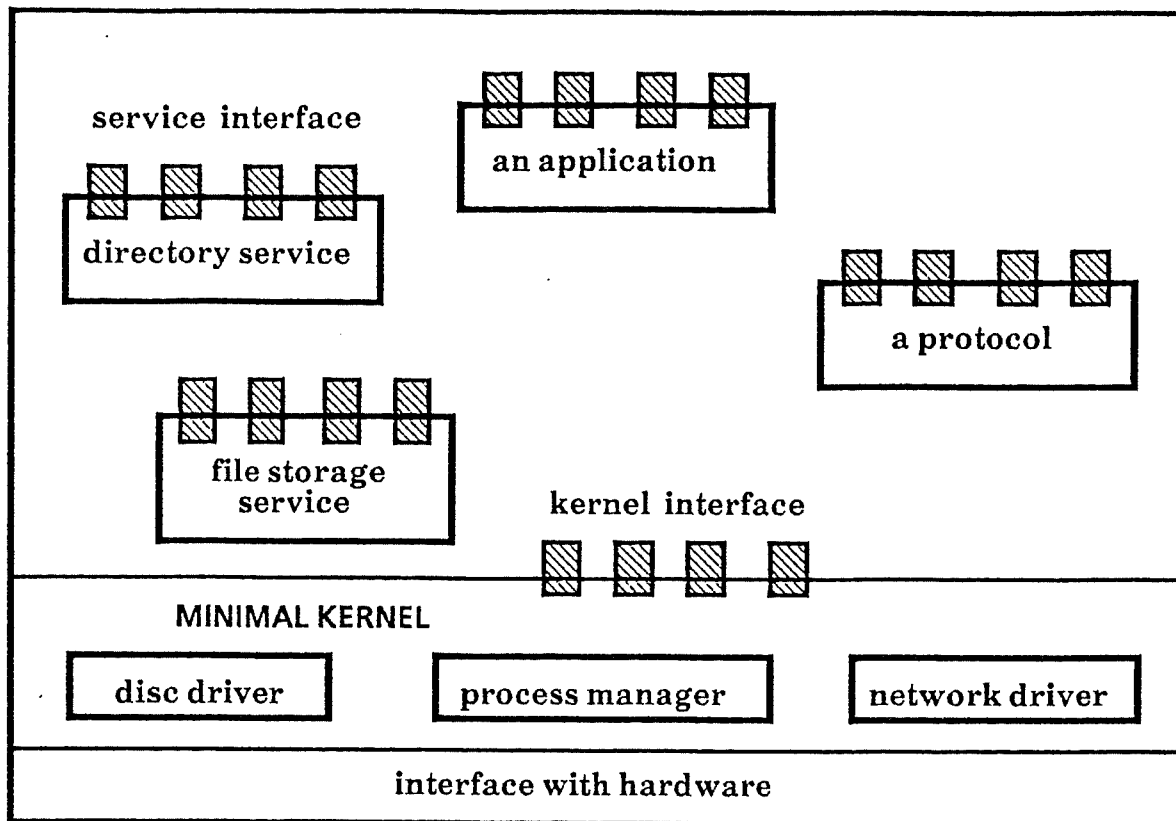 an application
service interface
directory service
a protocol
file storage
service
kernel interface
MINIMAL KERNEL
disc driver
process manager
network driver
interface with hardware